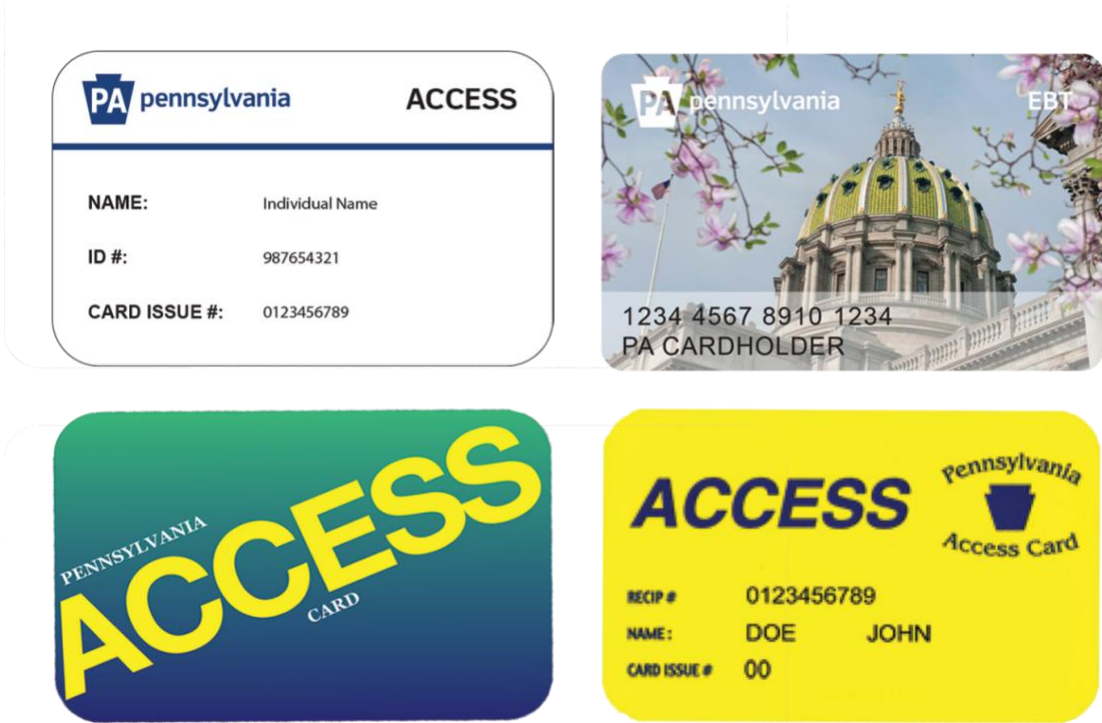 PA pennsylvania ACCESS
NAME: Individual Name
ID #: 987654321
CARD ISSUE #: 0123456789
PA pennsylvania EBT
1234 4567 8910 1234
PA CARDHOLDER
PENNSYLVANIA
ACCESS
CARD
ACCESS
Pennsylvania
Access Card
RECIP # 0123456789
NAME: DOE JOHN
CARD ISSUE # 00